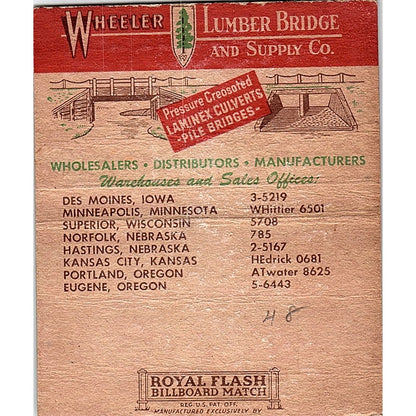 WHEELER LUMBER BRIDGE
AND SUPPLY CO.
Pressure Creosoted
LAMINEX CULVERTS
-PILE BRIDGES-
WHOLESALERS • DISTRIBUTORS • MANUFACTURERS
Warehouses and Sales Offices:
DES MOINES, IOWA 3-5219
MINNEAPOLIS, MINNESOTA WHittier 6501
SUPERIOR, WISCONSIN 5708
NORFOLK, NEBRASKA 785
HASTINGS, NEBRASKA 2-5167
KANSAS CITY, KANSAS HEdrick 0681
PORTLAND, OREGON ATwater 8625
EUGENE, OREGON 5-6443
48
ROYAL FLASH
BILLBOARD MATCH
REG. U.S. PAT. OFF.
MANUFACTURED EXCLUSIVELY BY